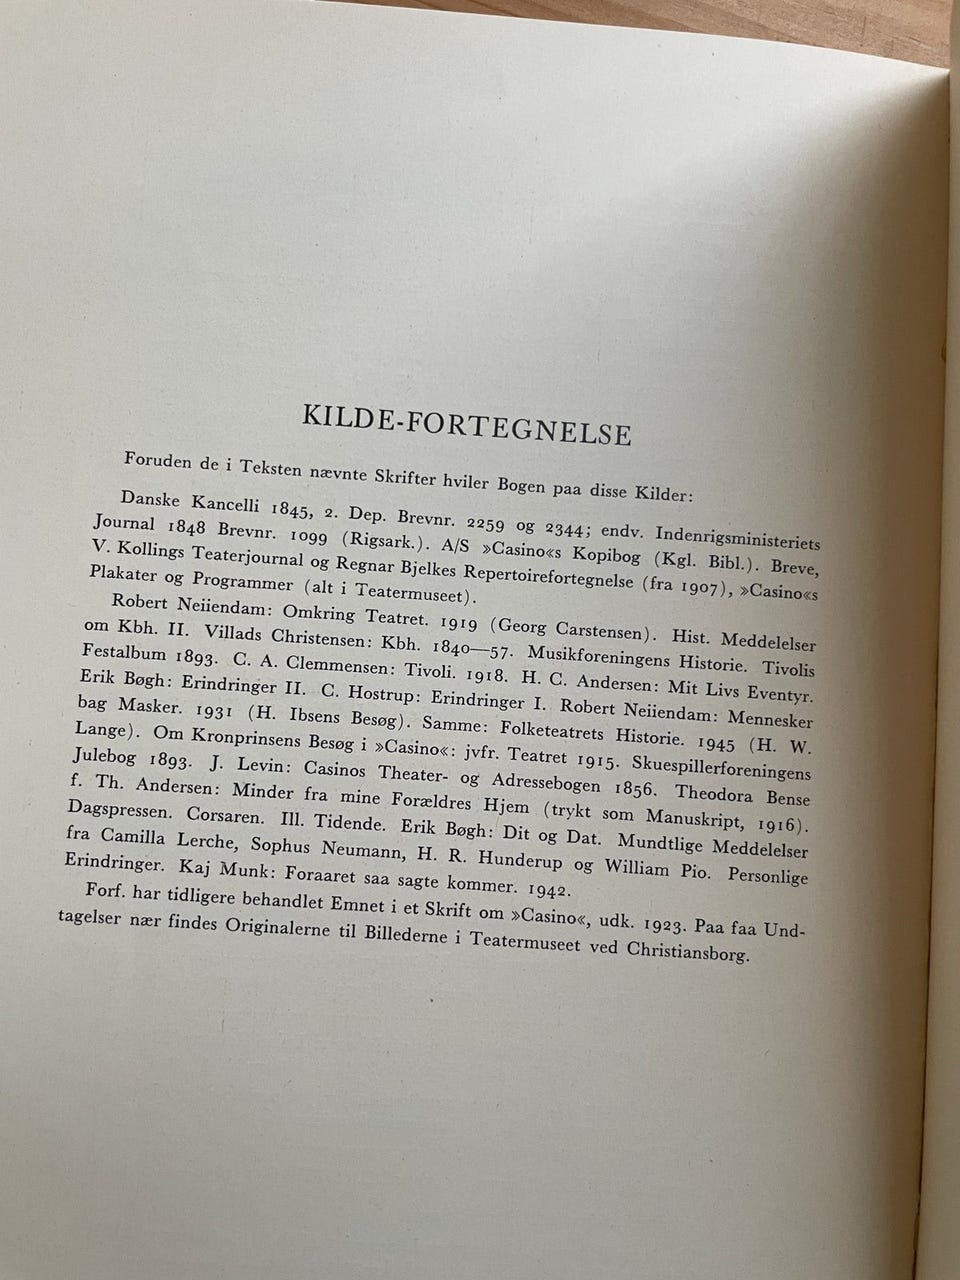 KILDE-FORTEGNELSE
Foruden de i Teksten nævnte Skrifter hviler Bogen paa disse Kilder:
Danske Kancelli 1845, 2. Dep. Brevnr. 2259 og 2344; endv. Indenrigsministeriets
Journal 1848 Brevnr. 1099 (Rigsark.). A/S »Casino«s Kopibog (Kgl. Bibl.). Breve,
V. Kollings Teaterjournal og Regnar Bjelkes Repertoirefortegnelse (fra 1907), »Casino«s
Plakater og Programmer (alt i Teatermuseet).
Robert Neiiendam: Omkring Teatret. 1919 (Georg Carstensen). Hist. Meddelelser
om Kbh. II. Villads Christensen: Kbh. 1840—57. Musikforeningens Historie. Tivolis
Festalbum 1893. C. A. Clemmensen: Tivoli. 1918. H. C. Andersen: Mit Livs Eventyr.
Erik Bøgh: Erindringer II. C. Hostrup: Erindringer I. Robert Neiiendam: Mennesker
bag Masker. 1931 (H. Ibsens Besøg). Samme: Folketeatrets Historie. 1945 (H. W.
Lange). Om Kronprinsens Besøg i »Casino«: jvfr. Teatret 1915. Skuespillerforeningens
Julebog 1893. J. Levin: Casinos Theater- og Adressebogen 1856. Theodora Bense
f. Th. Andersen: Minder fra mine Forældres Hjem (trykt som Manuskript, 1916).
Dagspressen. Corsaren. Ill. Tidende. Erik Bøgh: Dit og Dat. Mundtlige Meddelelser
fra Camilla Lerche, Sophus Neumann, H. R. Hunderup og William Pio. Personlige
Erindringer. Kaj Munk: Foraaret saa sagte kommer. 1942.
Forf. har tidligere behandlet Emnet i et Skrift om »Casino«, udk. 1923. Paa faa Und-
tagelser nær findes Originalerne til Billederne i Teatermuseet ved Christiansborg.